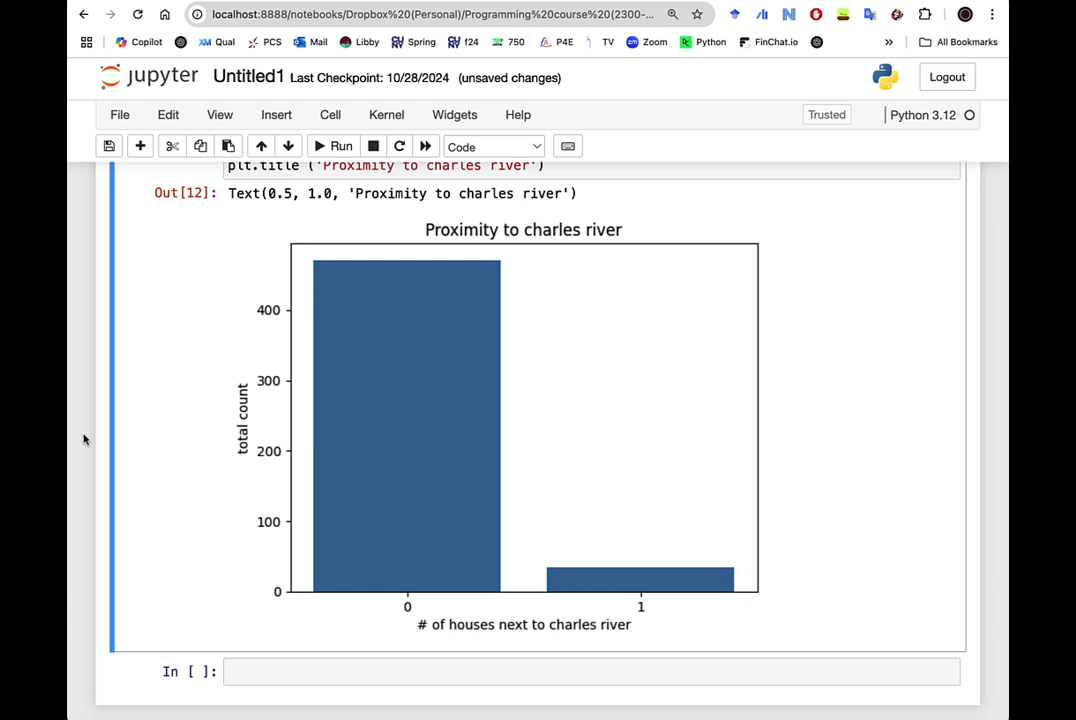 localhost:8888/notebooks/Dropbox%20(Personal)/Programming%20course%20(2300-...
Copilot
Qual
PCS
Mail
Libby
Spring
f24
750
P4E
TV
Zoom
Python
FinChat.io
»
All Bookmarks
jupyter Untitled1 Last Checkpoint: 10/28/2024 (unsaved changes)
Logout
File Edit View Insert Cell Kernel Widgets Help
Trusted
Python 3.12
Run
Code
plt.title ('Proximity to charles river')
Out[12]: Text(0.5, 1.0, 'Proximity to charles river')
Proximity to charles river
400
300
200
100
0
total count
0 1
# of houses next to charles river
In [ ]: